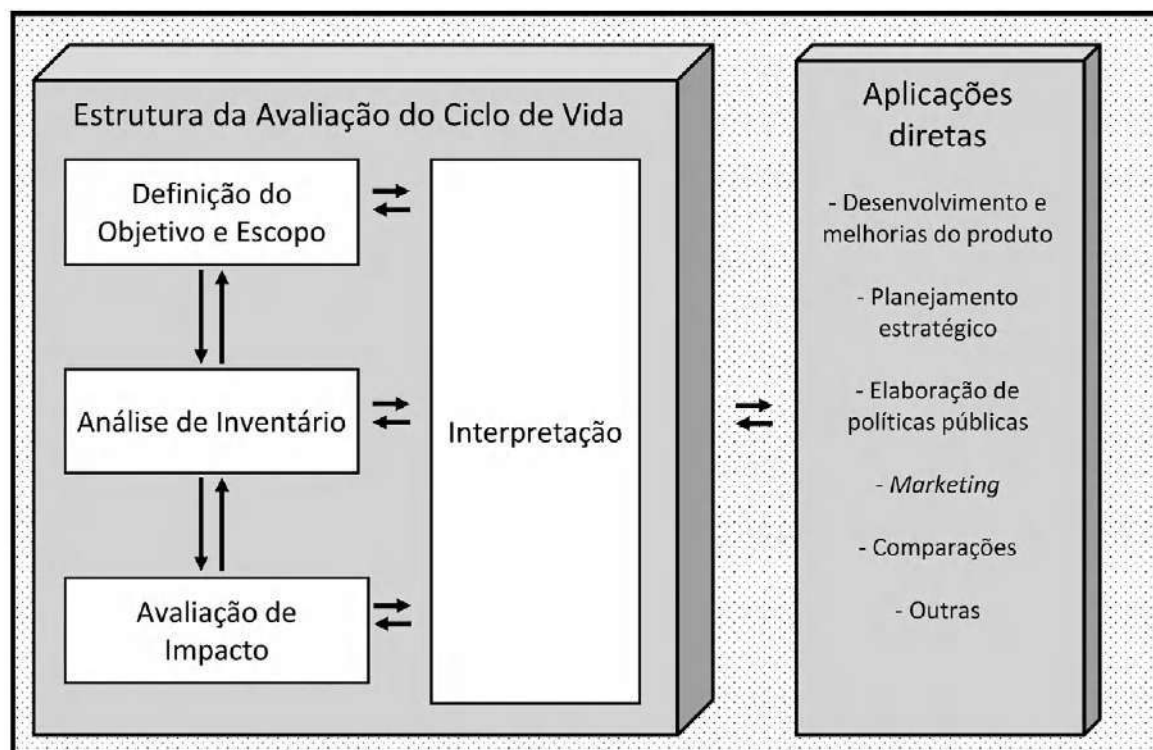 Estrutura da Avaliação do Ciclo de Vida
Definição do
Objetivo e Escopo
Análise de Inventário
Avaliação de
Impacto
Interpretação
Aplicações
diretas
- Desenvolvimento e
melhorias do produto
- Planejamento
estratégico
- Elaboração de
políticas públicas
- Marketing
- Comparações
- Outras